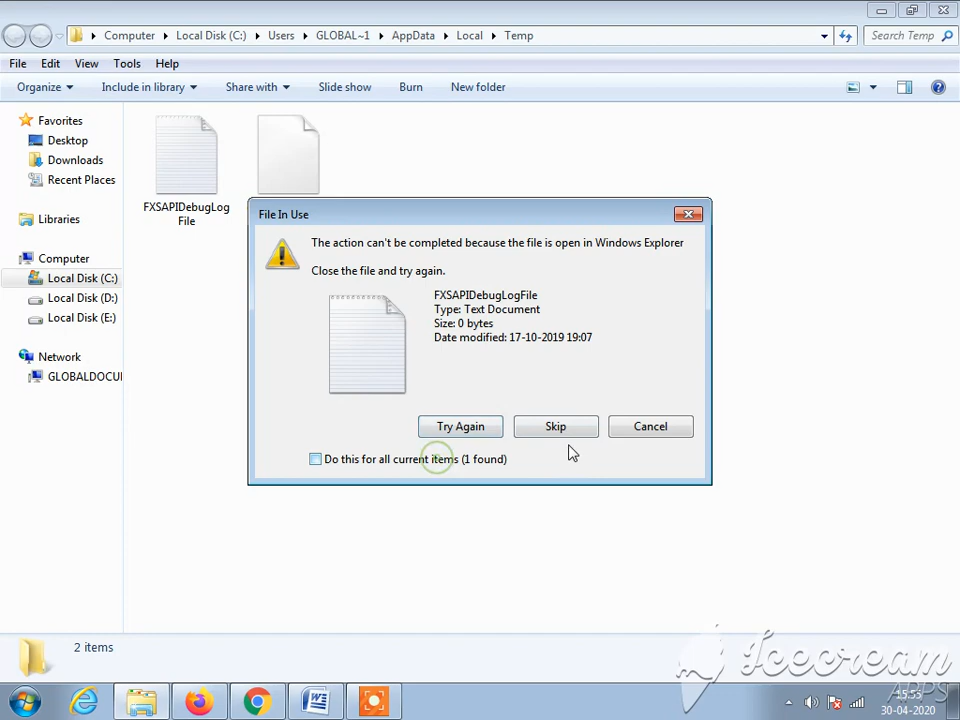 Computer Local Disk (C:) Users GLOBAL~1 AppData Local Temp
Search Temp
File Edit View Tools Help
Organize Include in library Share with Slide show Burn New folder
Favorites
Desktop
Downloads
Recent Places
Libraries
Computer
Local Disk (C:)
Local Disk (D:)
Local Disk (E:)
Network
GLOBALDOCU
FXSAPIDebugLog
File
File In Use
The action can't be completed because the file is open in Windows Explorer
Close the file and try again.
FXSAPIDebugLogFile
Type: Text Document
Size: 0 bytes
Date modified: 17-10-2019 19:07
Try Again Skip Cancel
Do this for all current items (1 found)
2 items
Icecream
APPS
15:55
30-04-2020